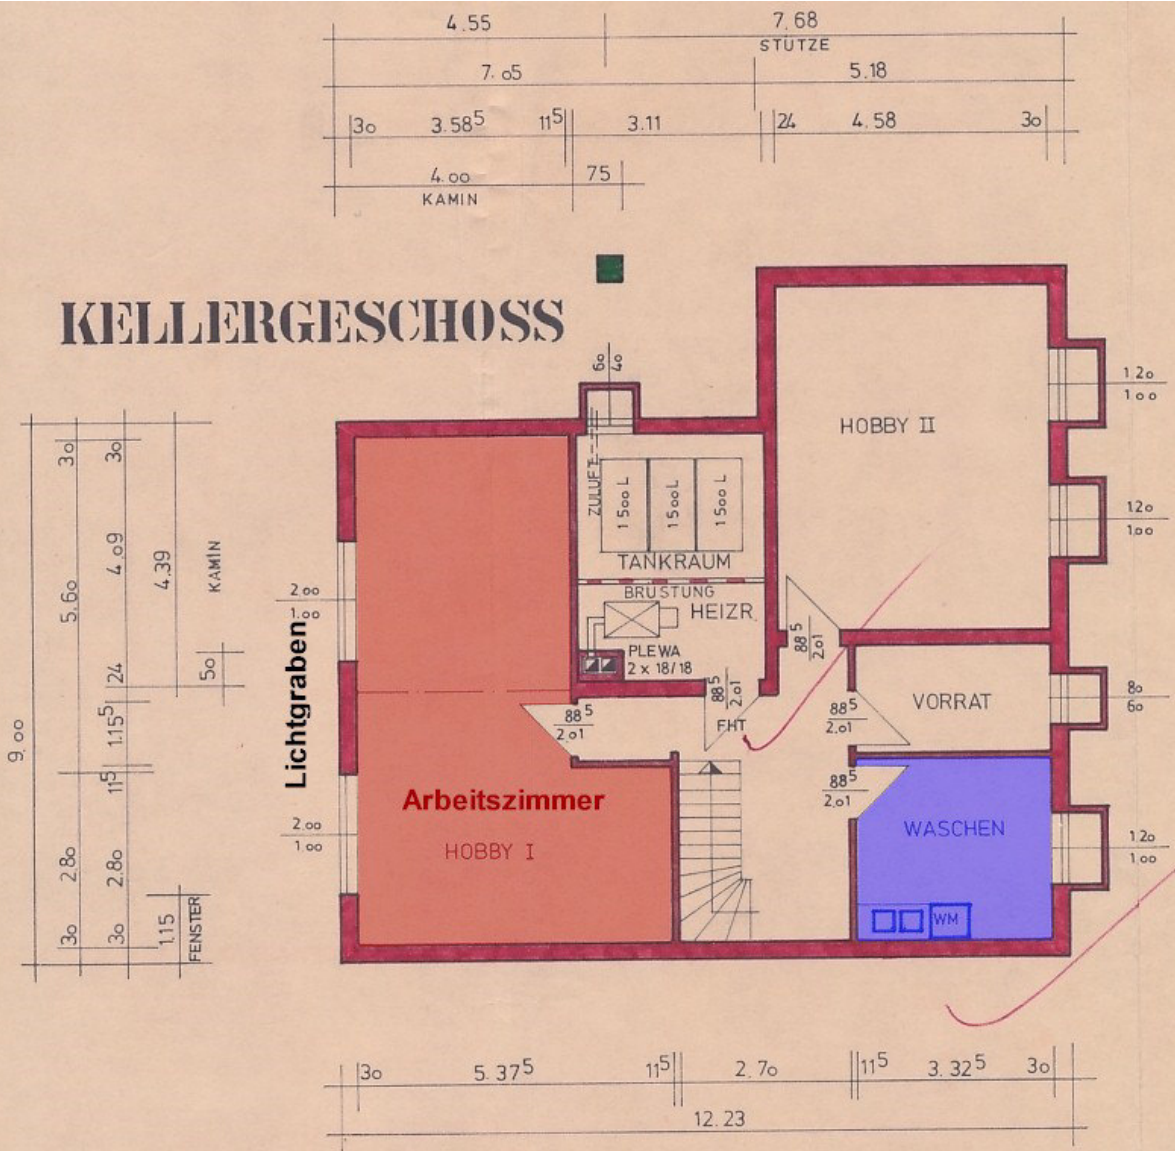 4.55 7.68
STÜTZE
7.05 5.18
30 3.58⁵ 11⁵ 3.11 24 4.58 30
4.00 75
KAMIN
KELLERGESCHOSS
60
40
ZULUFT
1500 L
1500 L
1500 L
TANKRAUM
BRÜSTUNG
HEIZR.
PLEWA
2 x 18/18
HOBBY II
88⁵
2.01
88⁵
2.01
FHT
88⁵
2.01
88⁵
2.01
88⁵
2.01
VORRAT
WASCHEN
WM
Arbeitszimmer
HOBBY I
Lichtgraben
2.00
1.00
2.00
1.00
1.20
1.00
1.20
1.00
80
60
1.20
1.00
9.00
30 5.60 2.80 30
30 4.09 24 1.15⁵ 11⁵ 2.80 30
4.39
KAMIN
50
1.15
FENSTER
30 5.37⁵ 11⁵ 2.70 11⁵ 3.32⁵ 30
12.23